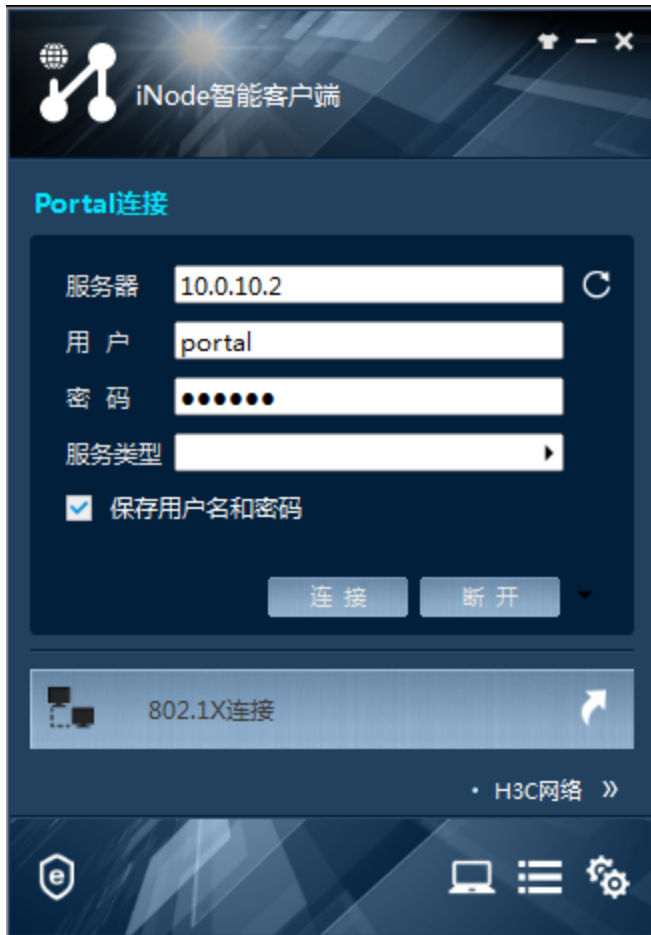 iNode智能客户端
Portal连接
服务器 10.0.10.2
用 户 portal
密 码 ●●●●●●
服务类型
保存用户名和密码
连 接 断 开
802.1X连接
• H3C网络 »
e